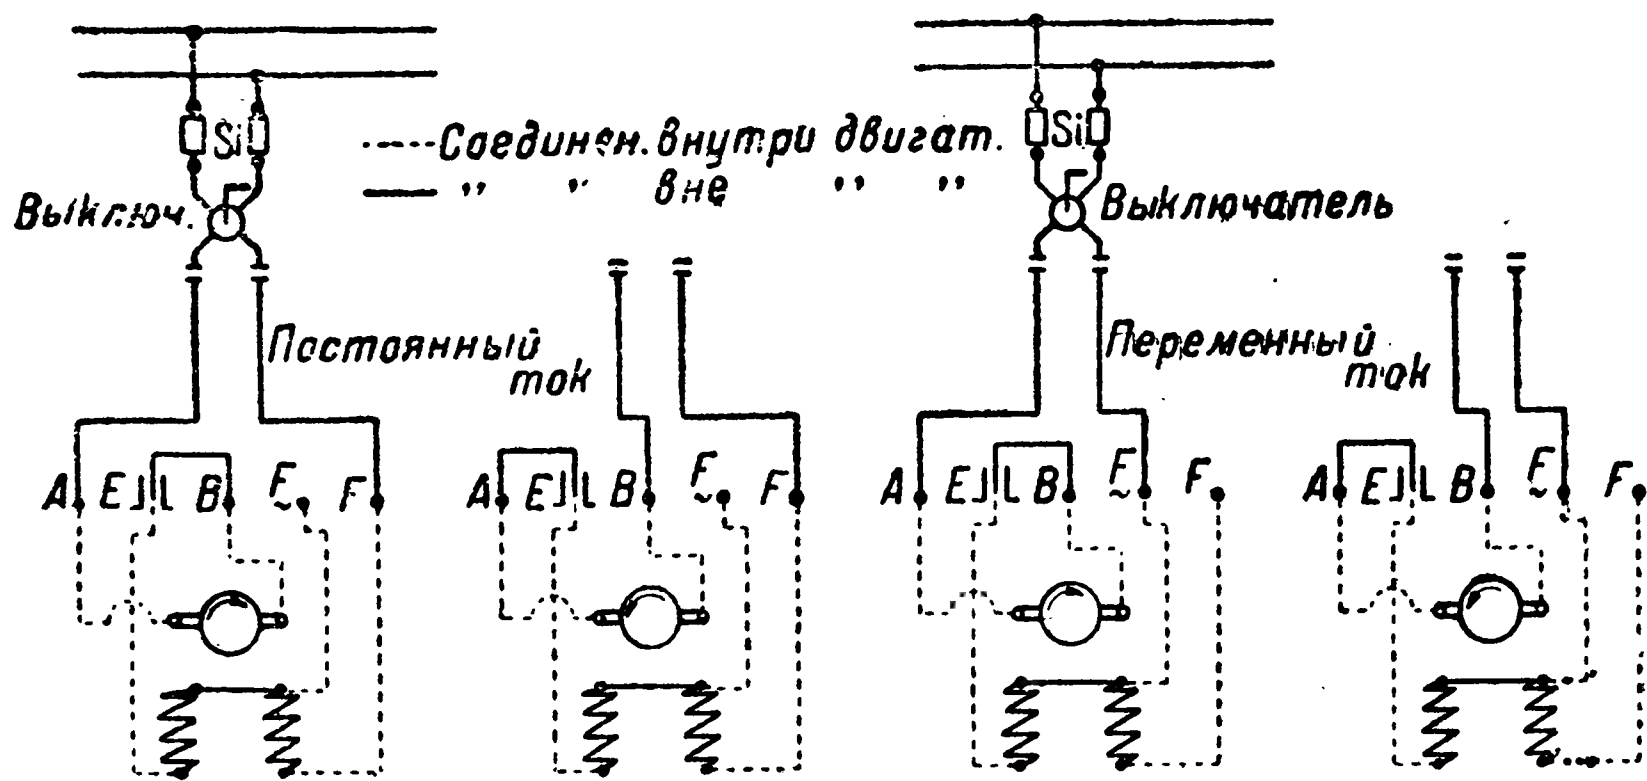 Si
Si
------ Соединен. внутри двигат.
—— " " вне " "
Выключ.
Выключатель
Постоянный
ток
Переменный
ток
A E J L B F~ F
A E J L B F~ F
A E J L B F~ F
A E J L B F~ F